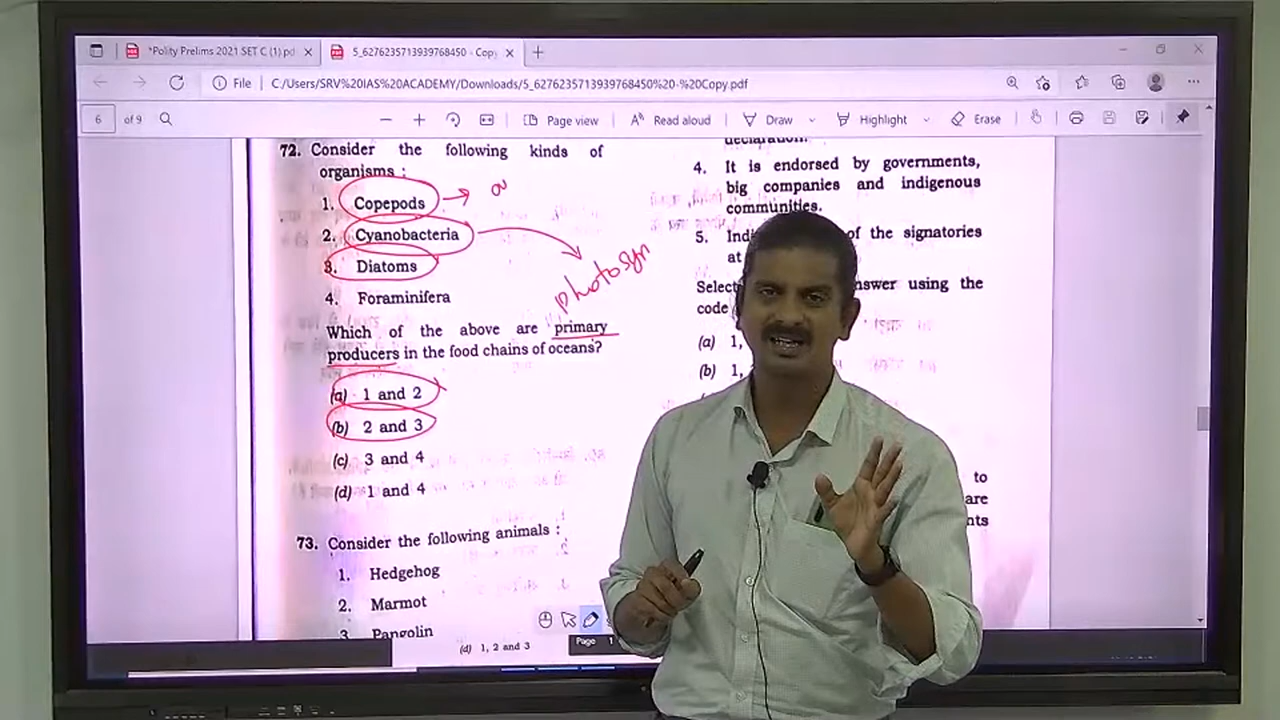 *Polity Prelims 2021 SET C (1).pd
5_6276235713939768450 - Copy
File
C:/Users/SRV%20IAS%20ACADEMY/Downloads/5_6276235713939768450%20-%20Copy.pdf
6 of 9
Page view
Read aloud
Draw
Highlight
Erase
72. Consider the following kinds of
organisms :
1. Copepods
2. Cyanobacteria
3. Diatoms
4. Foraminifera
photosyn
Which of the above are primary
producers in the food chains of oceans?
(a) 1 and 2
(b) 2 and 3
(c) 3 and 4
(d) 1 and 4
73. Consider the following animals :
1. Hedgehog
2. Marmot
3. Pangolin
(d) 1, 2 and 3
Page 1
declaration.
4. It is endorsed by governments,
big companies and indigenous
communities.
5. of the signatories
at
Select using the
code
(a) 1,
(b) 1,
to
are